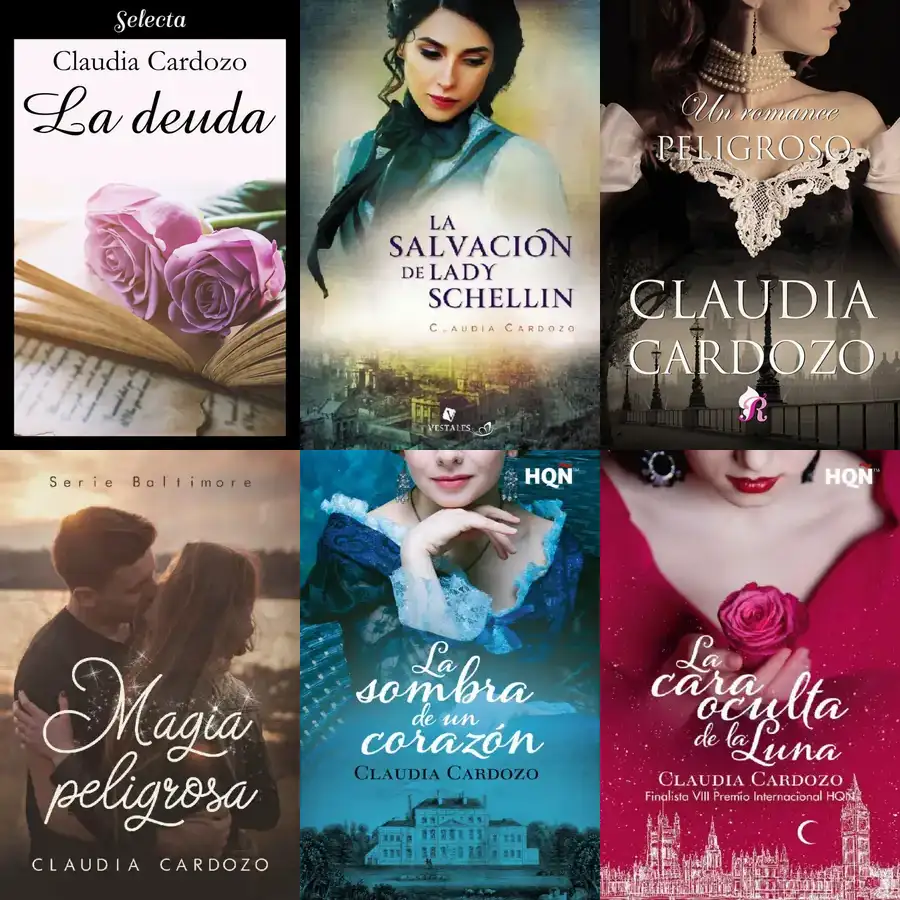 Selecta
Claudia Cardozo
La deuda
LA
SALVACION
DE LADY
SCHELLIN
CLAUDIA CARDOZO
VESTALES
Un romance
PELIGROSO
CLAUDIA
CARDOZO
R
Serie Baltimore
Magia
peligrosa
CLAUDIA CARDOZO
HQN™
La
sombra
de un
corazón
CLAUDIA CARDOZO
HQN™
La
cara
oculta
de la
Luna
CLAUDIA CARDOZO
Finalista VIII Premio Internacional HQN